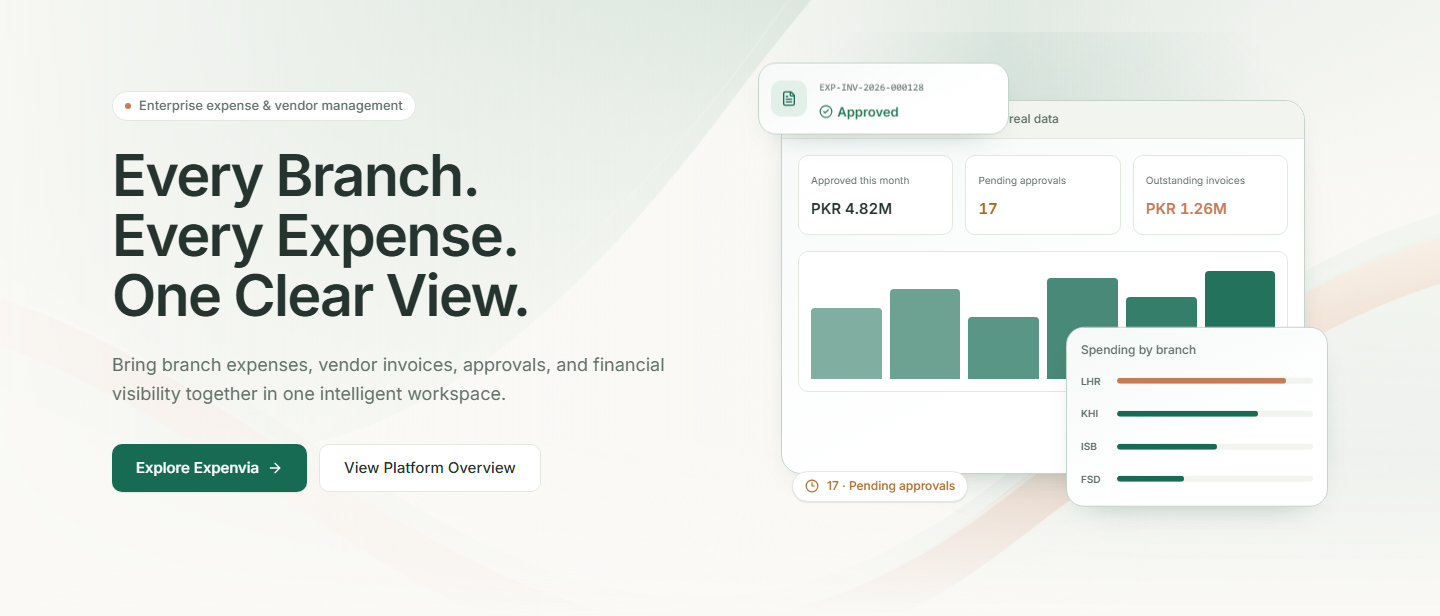 Enterprise expense & vendor management
Every Branch.
Every Expense.
One Clear View.
Bring branch expenses, vendor invoices, approvals, and financial
visibility together in one intelligent workspace.
Explore Expenvia
View Platform Overview
EXP-INV-2026-000128
Approved
real data
Approved this month
PKR 4.82M
Pending approvals
17
Outstanding invoices
PKR 1.26M
Spending by branch
LHR
KHI
ISB
FSD
17 · Pending approvals